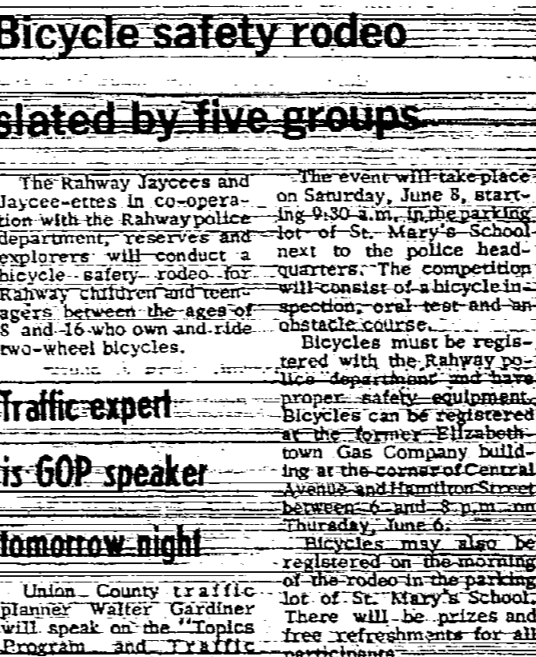 Bicycle safety rodeo
slated by five groups
The Rahway Jaycees and
Jaycee-ettes in co-opera-
tion with the Rahway police
department, reserves and
explorers will conduct a
bicycle safety rodeo for
Rahway children and teen-
agers between the ages of
8 and 16 who own and ride
two-wheel bicycles.
The event will take place
on Saturday, June 8, start-
ing 9:30 a.m. in the parking
lot of St. Mary's School
next to the police head-
quarters. The competition
will consist of a bicycle in-
spection, oral test and an
obstacle course.
Bicycles must be regis-
tered with the Rahway po-
lice department and have
proper safety equipment.
Bicycles can be registered
at the former Elizabeth-
town Gas Company build-
ing at the corner of Central
Avenue and Hamilton Street
between 6 and 8 p.m. on
Thursday, June 6.
Bicycles may also be
registered on the morning
of the rodeo in the parking
lot of St. Mary's School.
There will be prizes and
free refreshments for all
participants.
Traffic expert
is GOP speaker
tomorrow night
Union County traffic
planner Walter Gardiner
will speak on the "Topics
Program and Traffic